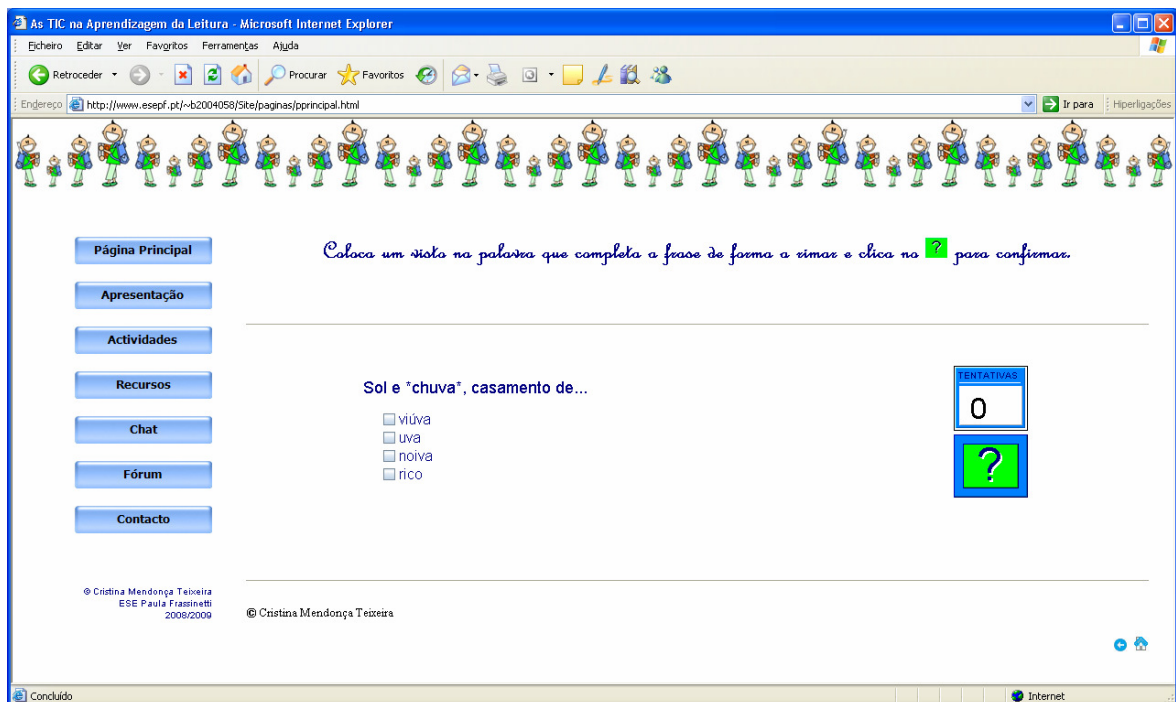 As TIC na Aprendizagem da Leitura - Microsoft Internet Explorer
Ficheiro Editar Ver Favoritos Ferramentas Ajuda
Retroceder Procurar Favoritos
Endereço http://www.esepf.pt/~b2004058/Site/paginas/pprincipal.html Ir para Hiperligações
Coloca um visto na palavra que completa a frase de forma a rimar e clica no ? para confirmar.
Página Principal
Apresentação
Actividades
Recursos
Chat
Fórum
Contacto
Sol e *chuva*, casamento de...
viúva
uva
noiva
rico
TENTATIVAS
0
?
© Cristina Mendonça Teixeira
ESE Paula Frassinetti
2008/2009
© Cristina Mendonça Teixeira
Concluído Internet